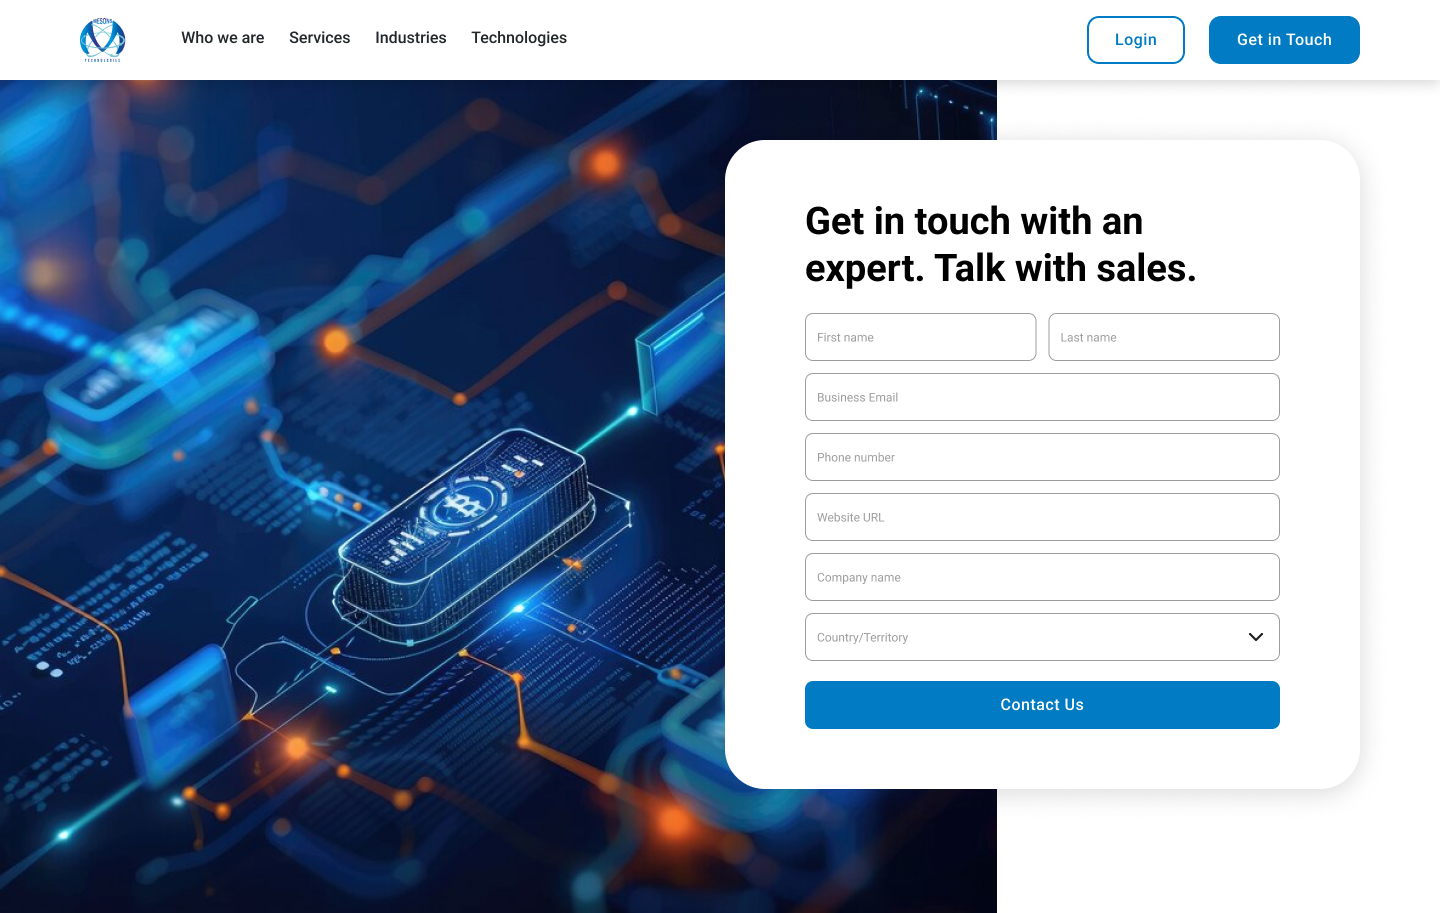 MESONS
TECHNOLOGIES
Who we are
Services
Industries
Technologies
Login
Get in Touch
Get in touch with an
expert. Talk with sales.
First name
Last name
Business Email
Phone number
Website URL
Company name
Country/Territory
Contact Us